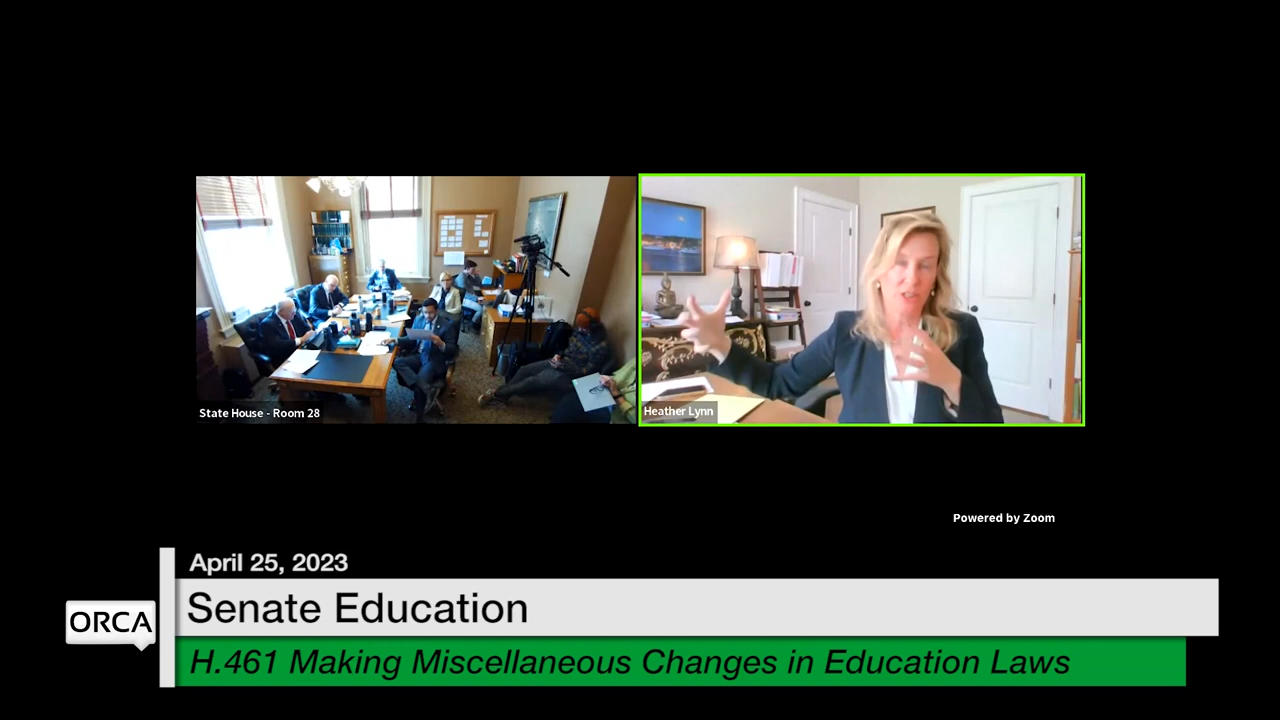 State House - Room 28
Heather Lynn
Powered by Zoom
April 25, 2023
Senate Education
ORCA
H.461 Making Miscellaneous Changes in Education Laws